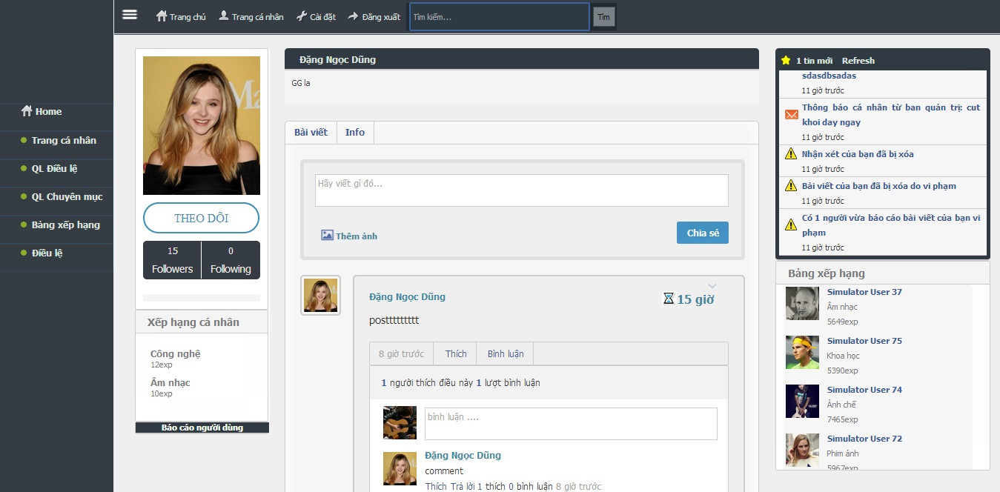 Trang chủ
Trang cá nhân
Cài đặt
Đăng xuất
Tìm kiếm...
Tìm
Home
Trang cá nhân
QL Điều lệ
QL Chuyên mục
Bảng xếp hạng
Điều lệ
THEO DÕI
15
0
Followers
Following
Xếp hạng cá nhân
Công nghệ
12exp
Âm nhạc
10exp
Báo cáo người dùng
Đặng Ngọc Dũng
GG la
Bài viết
Info
Hãy viết gì đó...
Thêm ảnh
Chia sẻ
Đặng Ngọc Dũng
15 giờ
posttttttttt
8 giờ trước
Thích
Bình luận
1 người thích điều này 1 lượt bình luận
bình luận ....
Đặng Ngọc Dũng
comment
Thích Trả lời 1 thích 0 bình luận 8 giờ trước
1 tin mới
Refresh
sdasdbsadas
11 giờ trước
Thông báo cá nhân từ ban quản trị: cut
khoi day ngay
11 giờ trước
Nhận xét của bạn đã bị xóa
11 giờ trước
Bài viết của bạn đã bị xóa do vi phạm
11 giờ trước
Có 1 người vừa báo cáo bài viết của bạn vi
phạm
11 giờ trước
Bảng xếp hạng
Simulator User 37
Âm nhạc
5649exp
Simulator User 75
Khoa học
5390exp
Simulator User 74
Ảnh chế
7465exp
Simulator User 72
Phim ảnh
5967exp